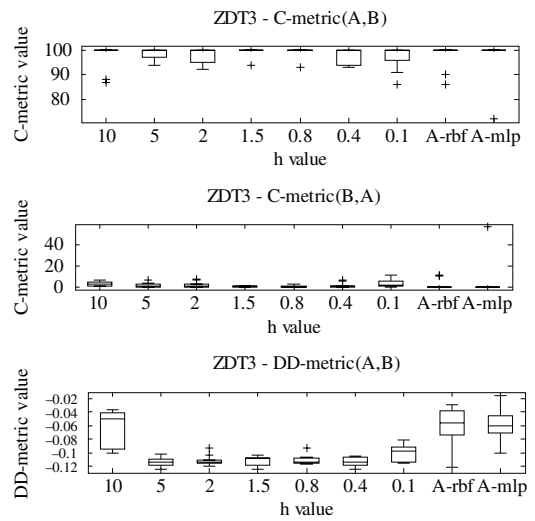 ZDT3 - C-metric(A,B)
C-metric value
100
90
80
10 5 2 1.5 0.8 0.4 0.1 A-rbf A-mlp
h value
ZDT3 - C-metric(B,A)
C-metric value
40
20
0
10 5 2 1.5 0.8 0.4 0.1 A-rbf A-mlp
h value
ZDT3 - DD-metric(A,B)
DD-metric value
−0.02
−0.04
−0.06
−0.08
−0.1
−0.12
10 5 2 1.5 0.8 0.4 0.1 A-rbf A-mlp
h value